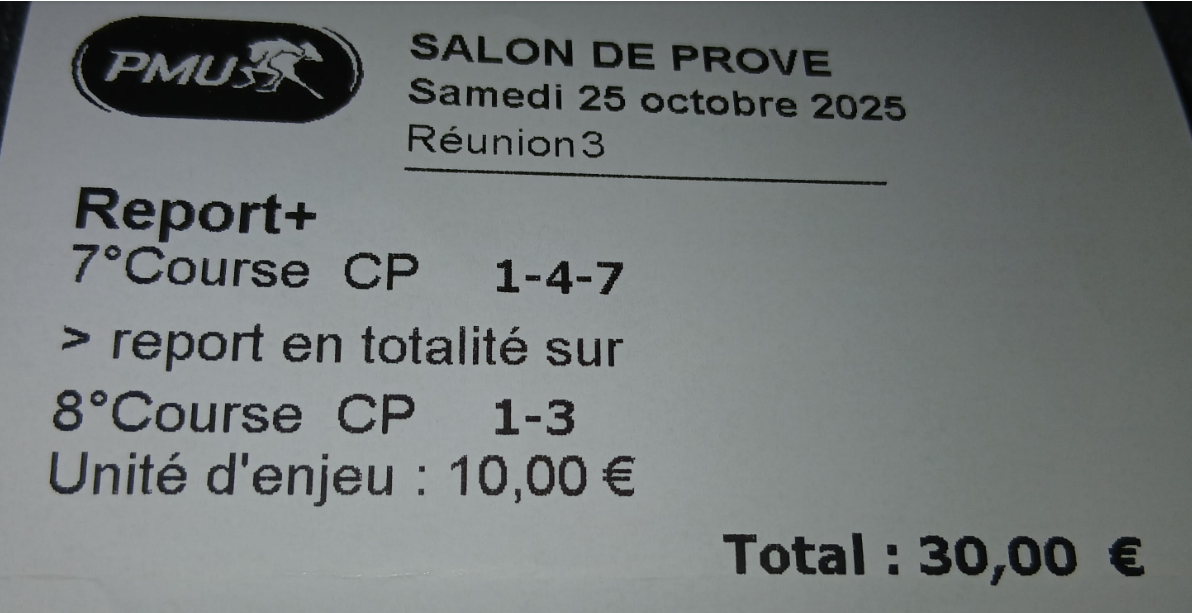 PMU
SALON DE PROVE
Samedi 25 octobre 2025
Réunion3
Report+
7°Course CP 1-4-7
> report en totalité sur
8°Course CP 1-3
Unité d'enjeu : 10,00 €
Total : 30,00 €